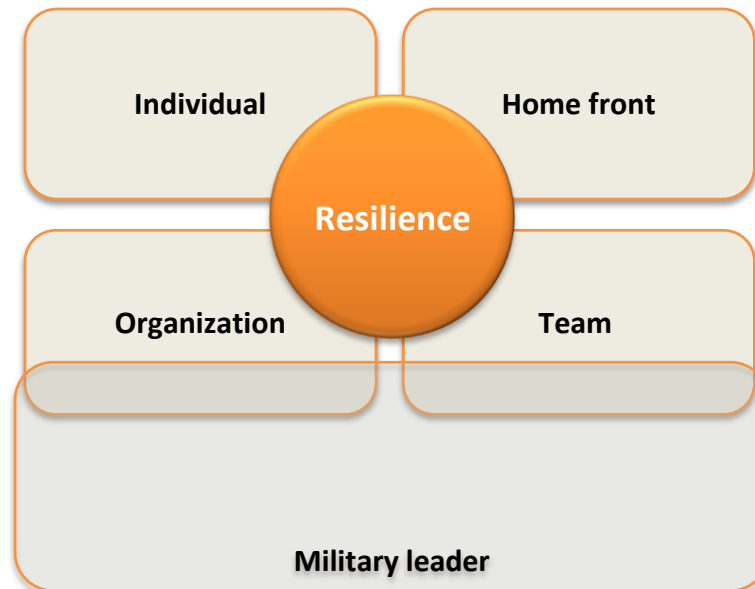 Individual
Home front
Resilience
Organization
Team
Military leader